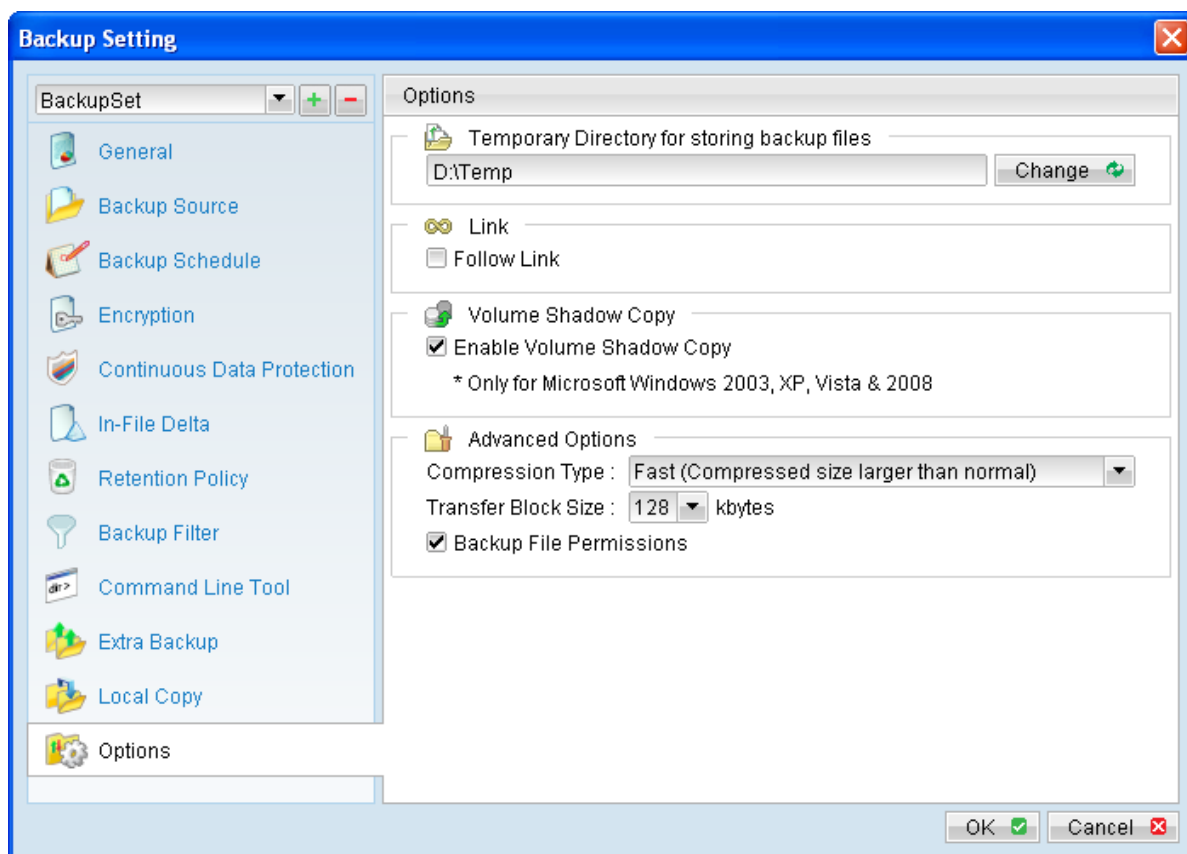 Backup Setting
BackupSet
General
Backup Source
Backup Schedule
Encryption
Continuous Data Protection
In-File Delta
Retention Policy
Backup Filter
dir>
Command Line Tool
Extra Backup
Local Copy
Options
Options
Temporary Directory for storing backup files
D:\Temp
Change
Link
Follow Link
Volume Shadow Copy
Enable Volume Shadow Copy
* Only for Microsoft Windows 2003, XP, Vista & 2008
Advanced Options
Compression Type : Fast (Compressed size larger than normal)
Transfer Block Size : 128 kbytes
Backup File Permissions
OK Cancel